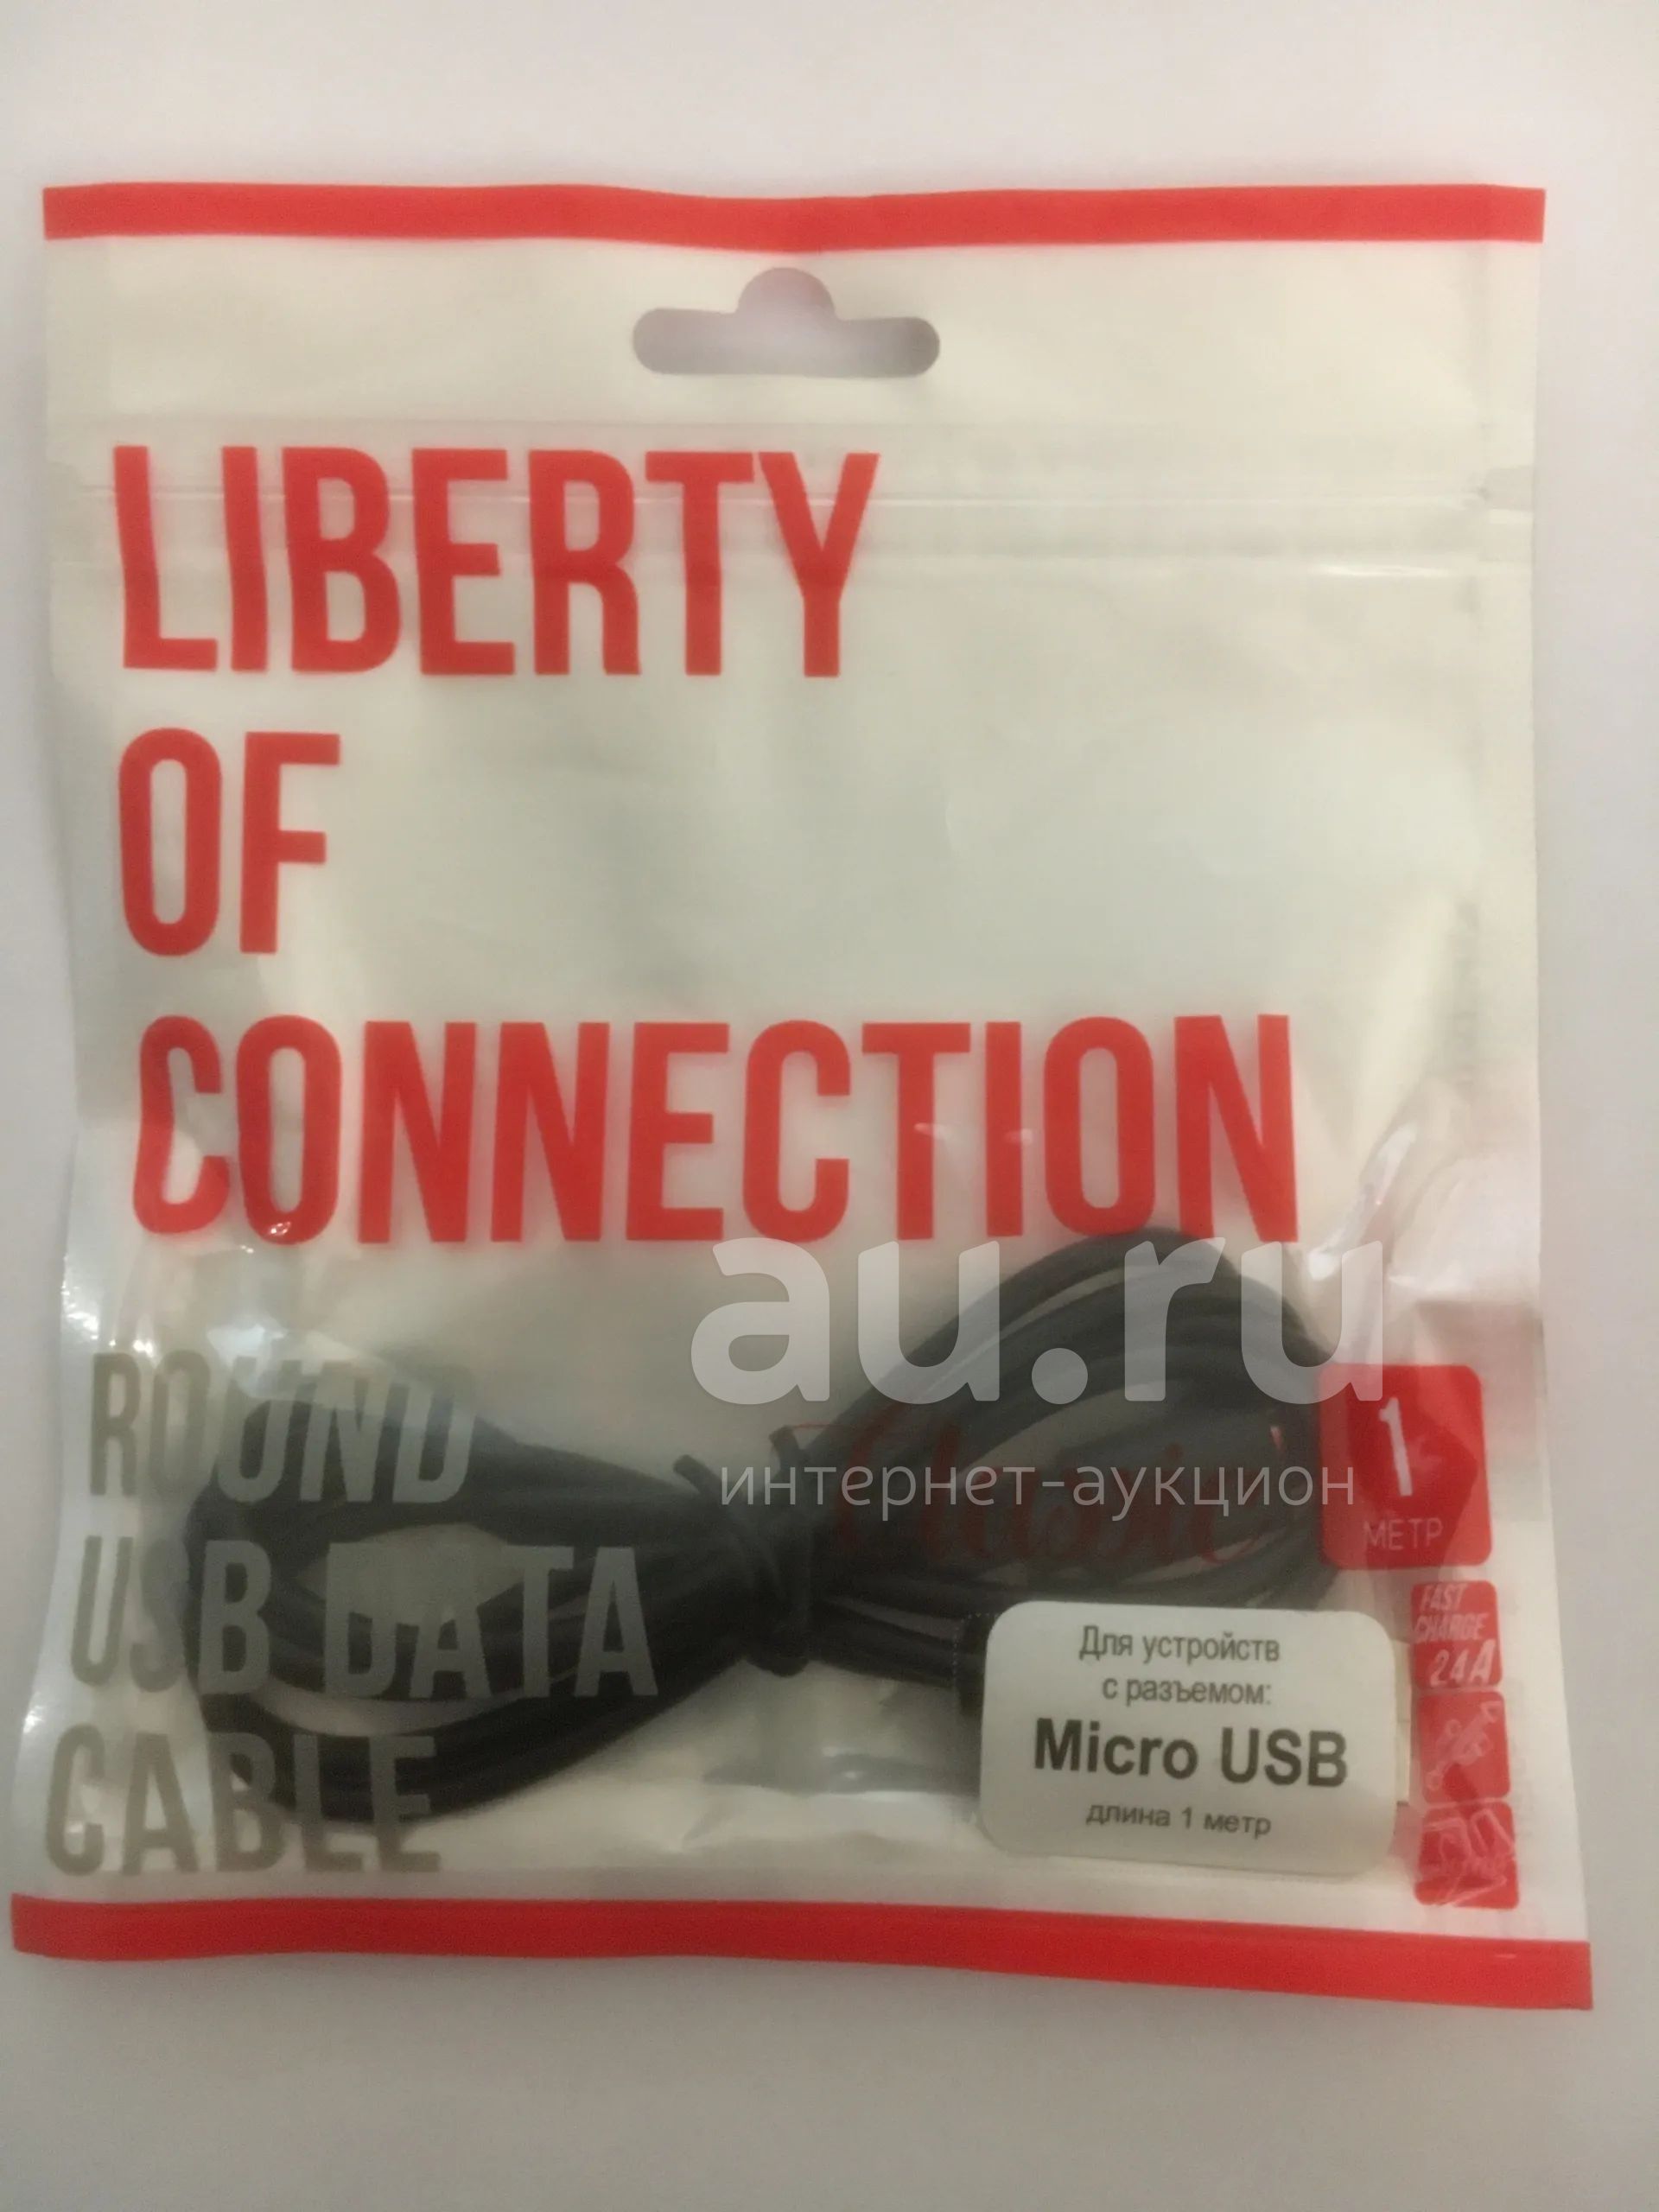 LIBERTY
OF
CONNECTION
au.ru
интернет-аукцион
Classic
ROUND
USB DATA
CABLE
1
МЕТР
FAST
CHARGE
2.4A
Для устройств
с разъемом:
Micro USB
длина 1 метр